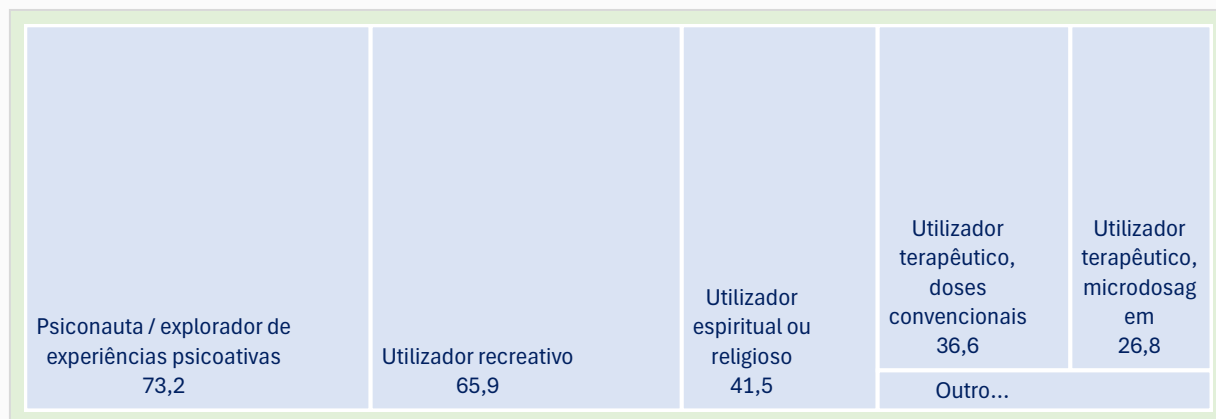 Psiconauta / explorador de
experiências psicoativas
73,2
Utilizador recreativo
65,9
Utilizador
espiritual ou
religioso
41,5
Utilizador
terapêutico,
doses
convencionais
36,6
Utilizador
terapêutico,
microdosag
em
26,8
Outro...